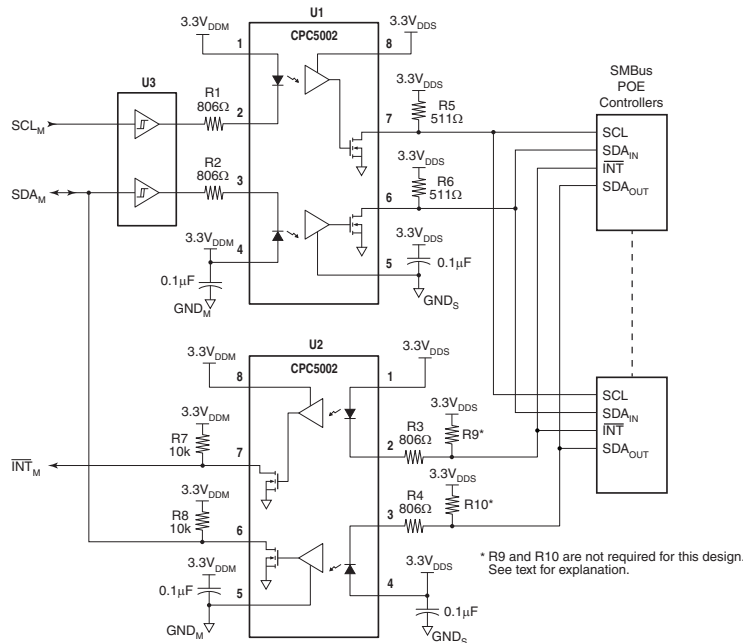 U1
3.3VDDM
3.3VDDS
1
CPC5002
8
U3
R1
806Ω
2
SCLM
R2
806Ω
3
SDAM
3.3VDDM
4
0.1µF
GNDM
3.3VDDS
R5
511Ω
7
3.3VDDS
R6
511Ω
6
3.3VDDS
5
0.1µF
GNDS
SMBus
POE
Controllers
SCL
SDAIN
INT
SDAOUT
U2
3.3VDDM
3.3VDDS
8
CPC5002
1
3.3VDDM
R7
10k
7
INTM
3.3VDDM
R8
10k
6
3.3VDDM
0.1µF
5
GNDM
3.3VDDS
R3
806Ω
R9*
2
3.3VDDS
R4
806Ω
R10*
3
3.3VDDS
4
0.1µF
GNDS
SCL
SDAIN
INT
SDAOUT
* R9 and R10 are not required for this design.
See text for explanation.